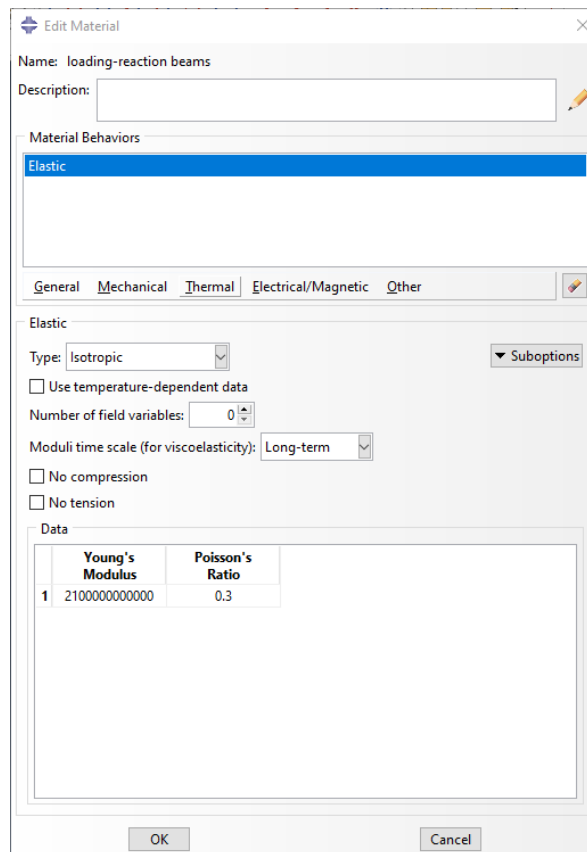 Edit Material
Name: loading-reaction beams
Description:
Material Behaviors
Elastic
General Mechanical Thermal Electrical/Magnetic Other
Elastic
Type: Isotropic Suboptions
Use temperature-dependent data
Number of field variables: 0
Moduli time scale (for viscoelasticity): Long-term
No compression
No tension
Data
Young's Poisson's
Modulus Ratio
1 2100000000000 0.3
OK Cancel